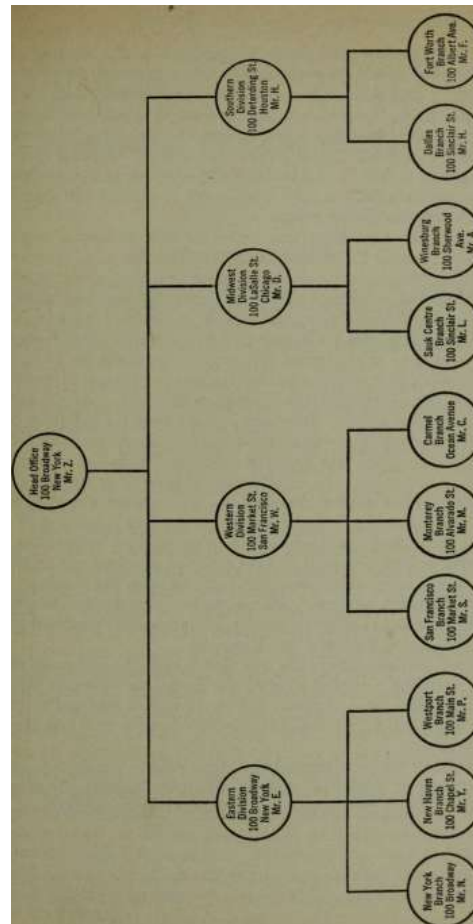 Head Office
100 Broadway
New York
Mr. Z.
Eastern
Division
100 Broadway
New York
Mr. E.
Western
Division
100 Market St.
San Francisco
Mr. W.
Midwest
Division
100 LaSalle St.
Chicago
Mr. D.
Southern
Division
100 Deterding St.
Houston
Mr. H.
New York
Branch
100 Broadway
Mr. N.
New Haven
Branch
100 Chapel St.
Mr. Y.
Westport
Branch
100 Main St.
Mr. P.
San Francisco
Branch
100 Market St.
Mr. S.
Monterey
Branch
100 Alvarado St.
Mr. M.
Carmel
Branch
Ocean Avenue
Mr. C.
Sauk Centre
Branch
100 Sinclair St.
Mr. L.
Winesburg
Branch
100 Sherwood
Ave.
Mr. A.
Dallas
Branch
100 Sinclair St.
Mr. H.
Fort Worth
Branch
100 Albert Ave.
Mr. F.